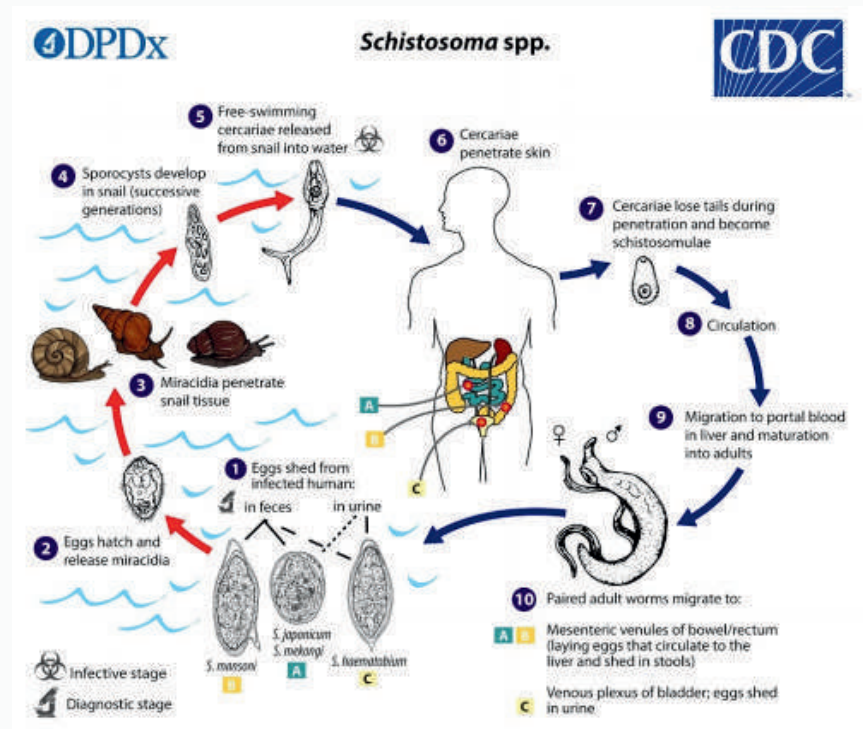 DPDx
Schistosoma spp.
CDC
5 Free-swimming
cercariae released
from snail into water
6 Cercariae
penetrate skin
4 Sporocysts develop
in snail (successive
generations)
7 Cercariae lose tails during
penetration and become
schistosomulae
8 Circulation
3 Miracidia penetrate
snail tissue
A
B
C
9 Migration to portal blood
in liver and maturation
into adults
♀ ♂
1 Eggs shed from
infected human:
in feces in urine
2 Eggs hatch and
release miracidia
S. mansoni
B
S. japonicum
S. mekongi
A
S. haematobium
C
10 Paired adult worms migrate to:
A B Mesenteric venules of bowel/rectum
(laying eggs that circulate to the
liver and shed in stools)
C Venous plexus of bladder; eggs shed
in urine
Infective stage
Diagnostic stage